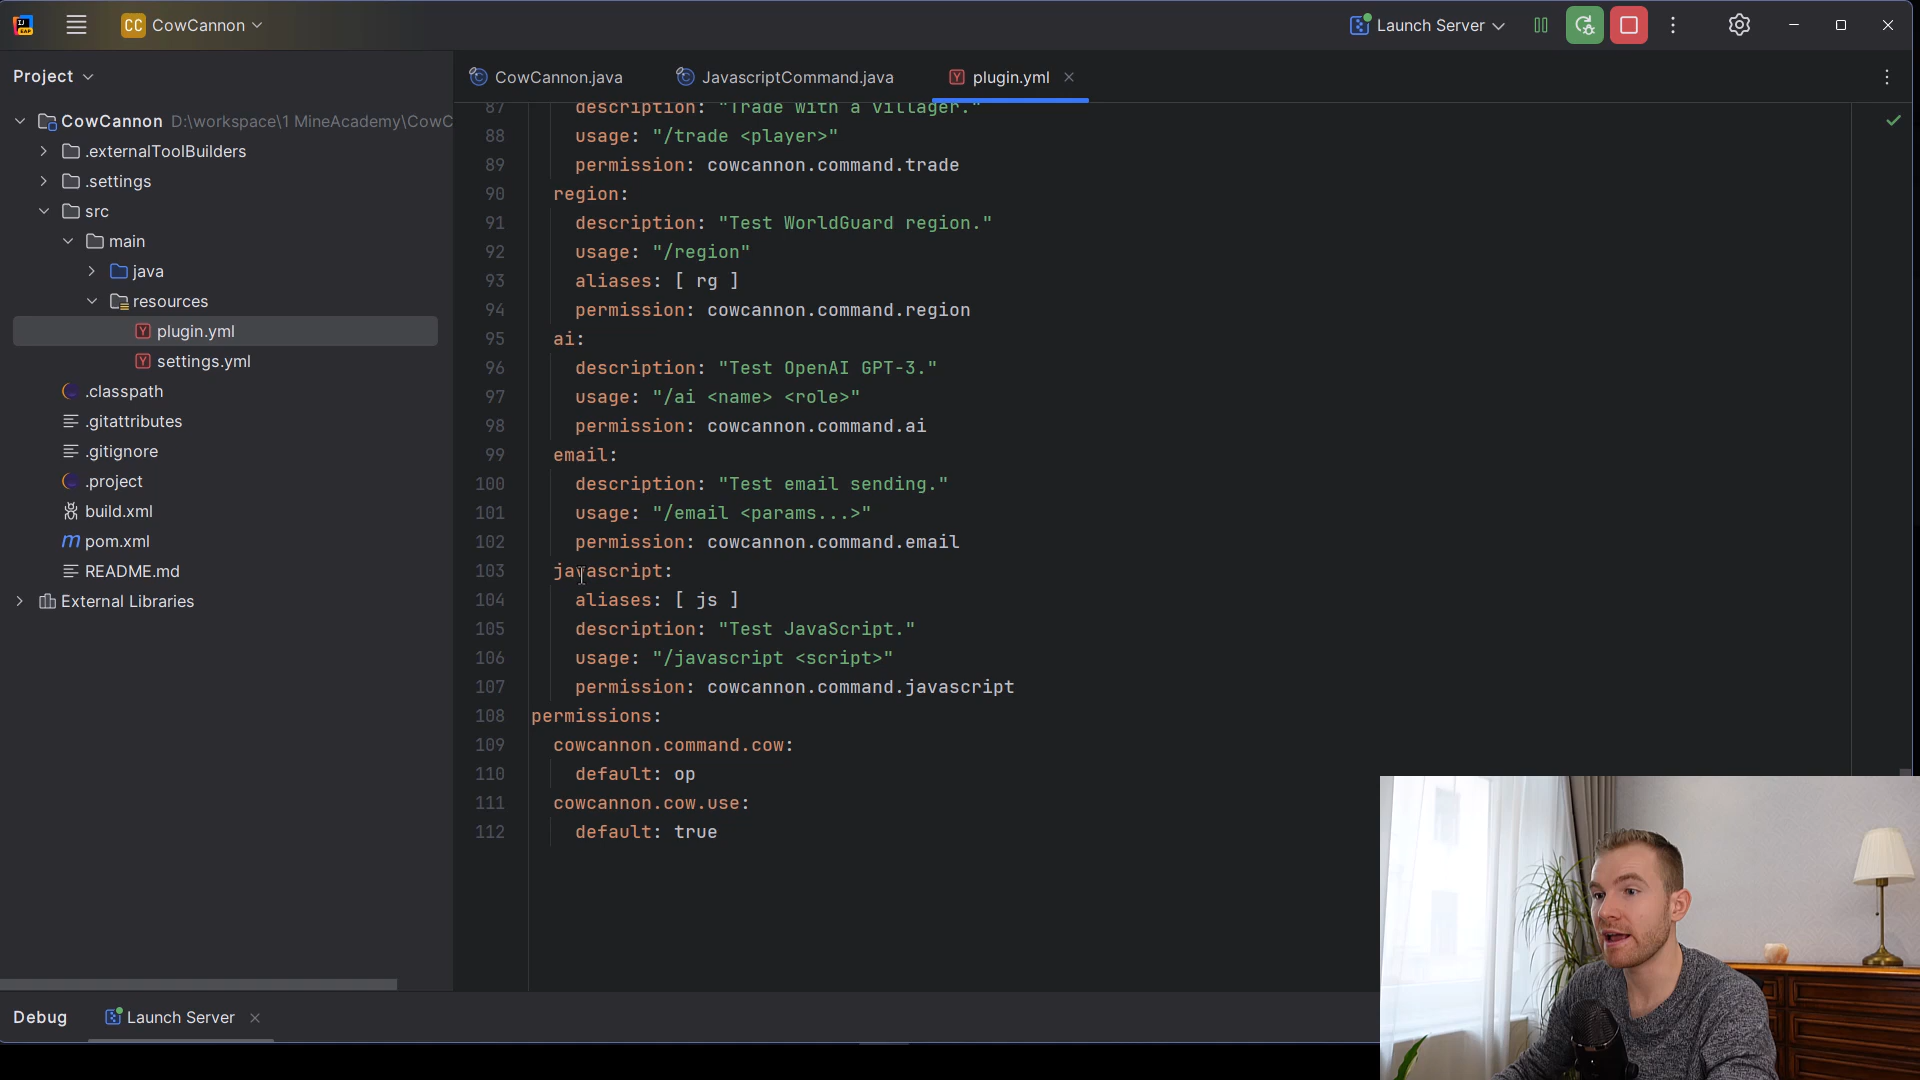 CC CowCannon
Launch Server
Project
CowCannon D:\workspace\1 MineAcademy\CowC
.externalToolBuilders
.settings
src
main
java
resources
plugin.yml
settings.yml
.classpath
.gitattributes
.gitignore
.project
build.xml
pom.xml
README.md
External Libraries
CowCannon.java
JavascriptCommand.java
plugin.yml
87 description: "Trade with a villager."
88 usage: "/trade <player>"
89 permission: cowcannon.command.trade
90 region:
91 description: "Test WorldGuard region."
92 usage: "/region"
93 aliases: [ rg ]
94 permission: cowcannon.command.region
95 ai:
96 description: "Test OpenAI GPT-3."
97 usage: "/ai <name> <role>"
98 permission: cowcannon.command.ai
99 email:
100 description: "Test email sending."
101 usage: "/email <params...>"
102 permission: cowcannon.command.email
103 javascript:
104 aliases: [ js ]
105 description: "Test JavaScript."
106 usage: "/javascript <script>"
107 permission: cowcannon.command.javascript
108 permissions:
109 cowcannon.command.cow:
110 default: op
111 cowcannon.cow.use:
112 default: true
Debug
Launch Server